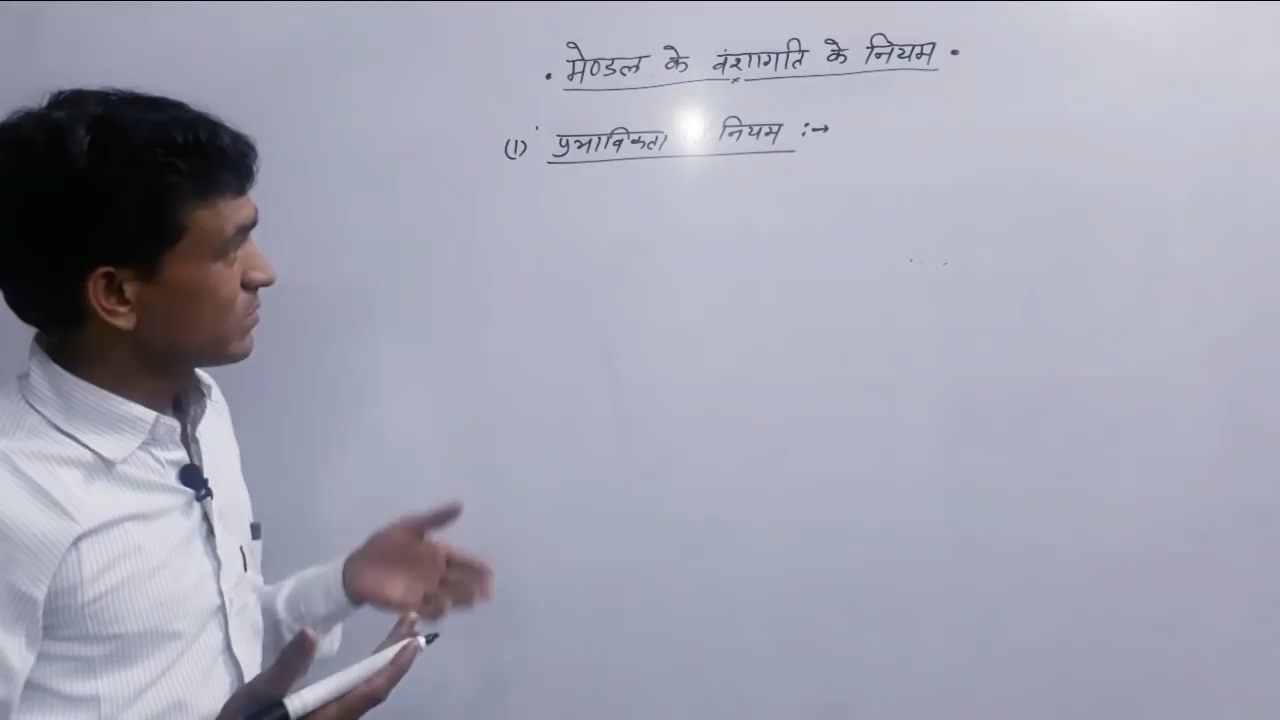 . मेण्डल के वंशागति के नियम .
(1) प्रभाविकता नियम :→